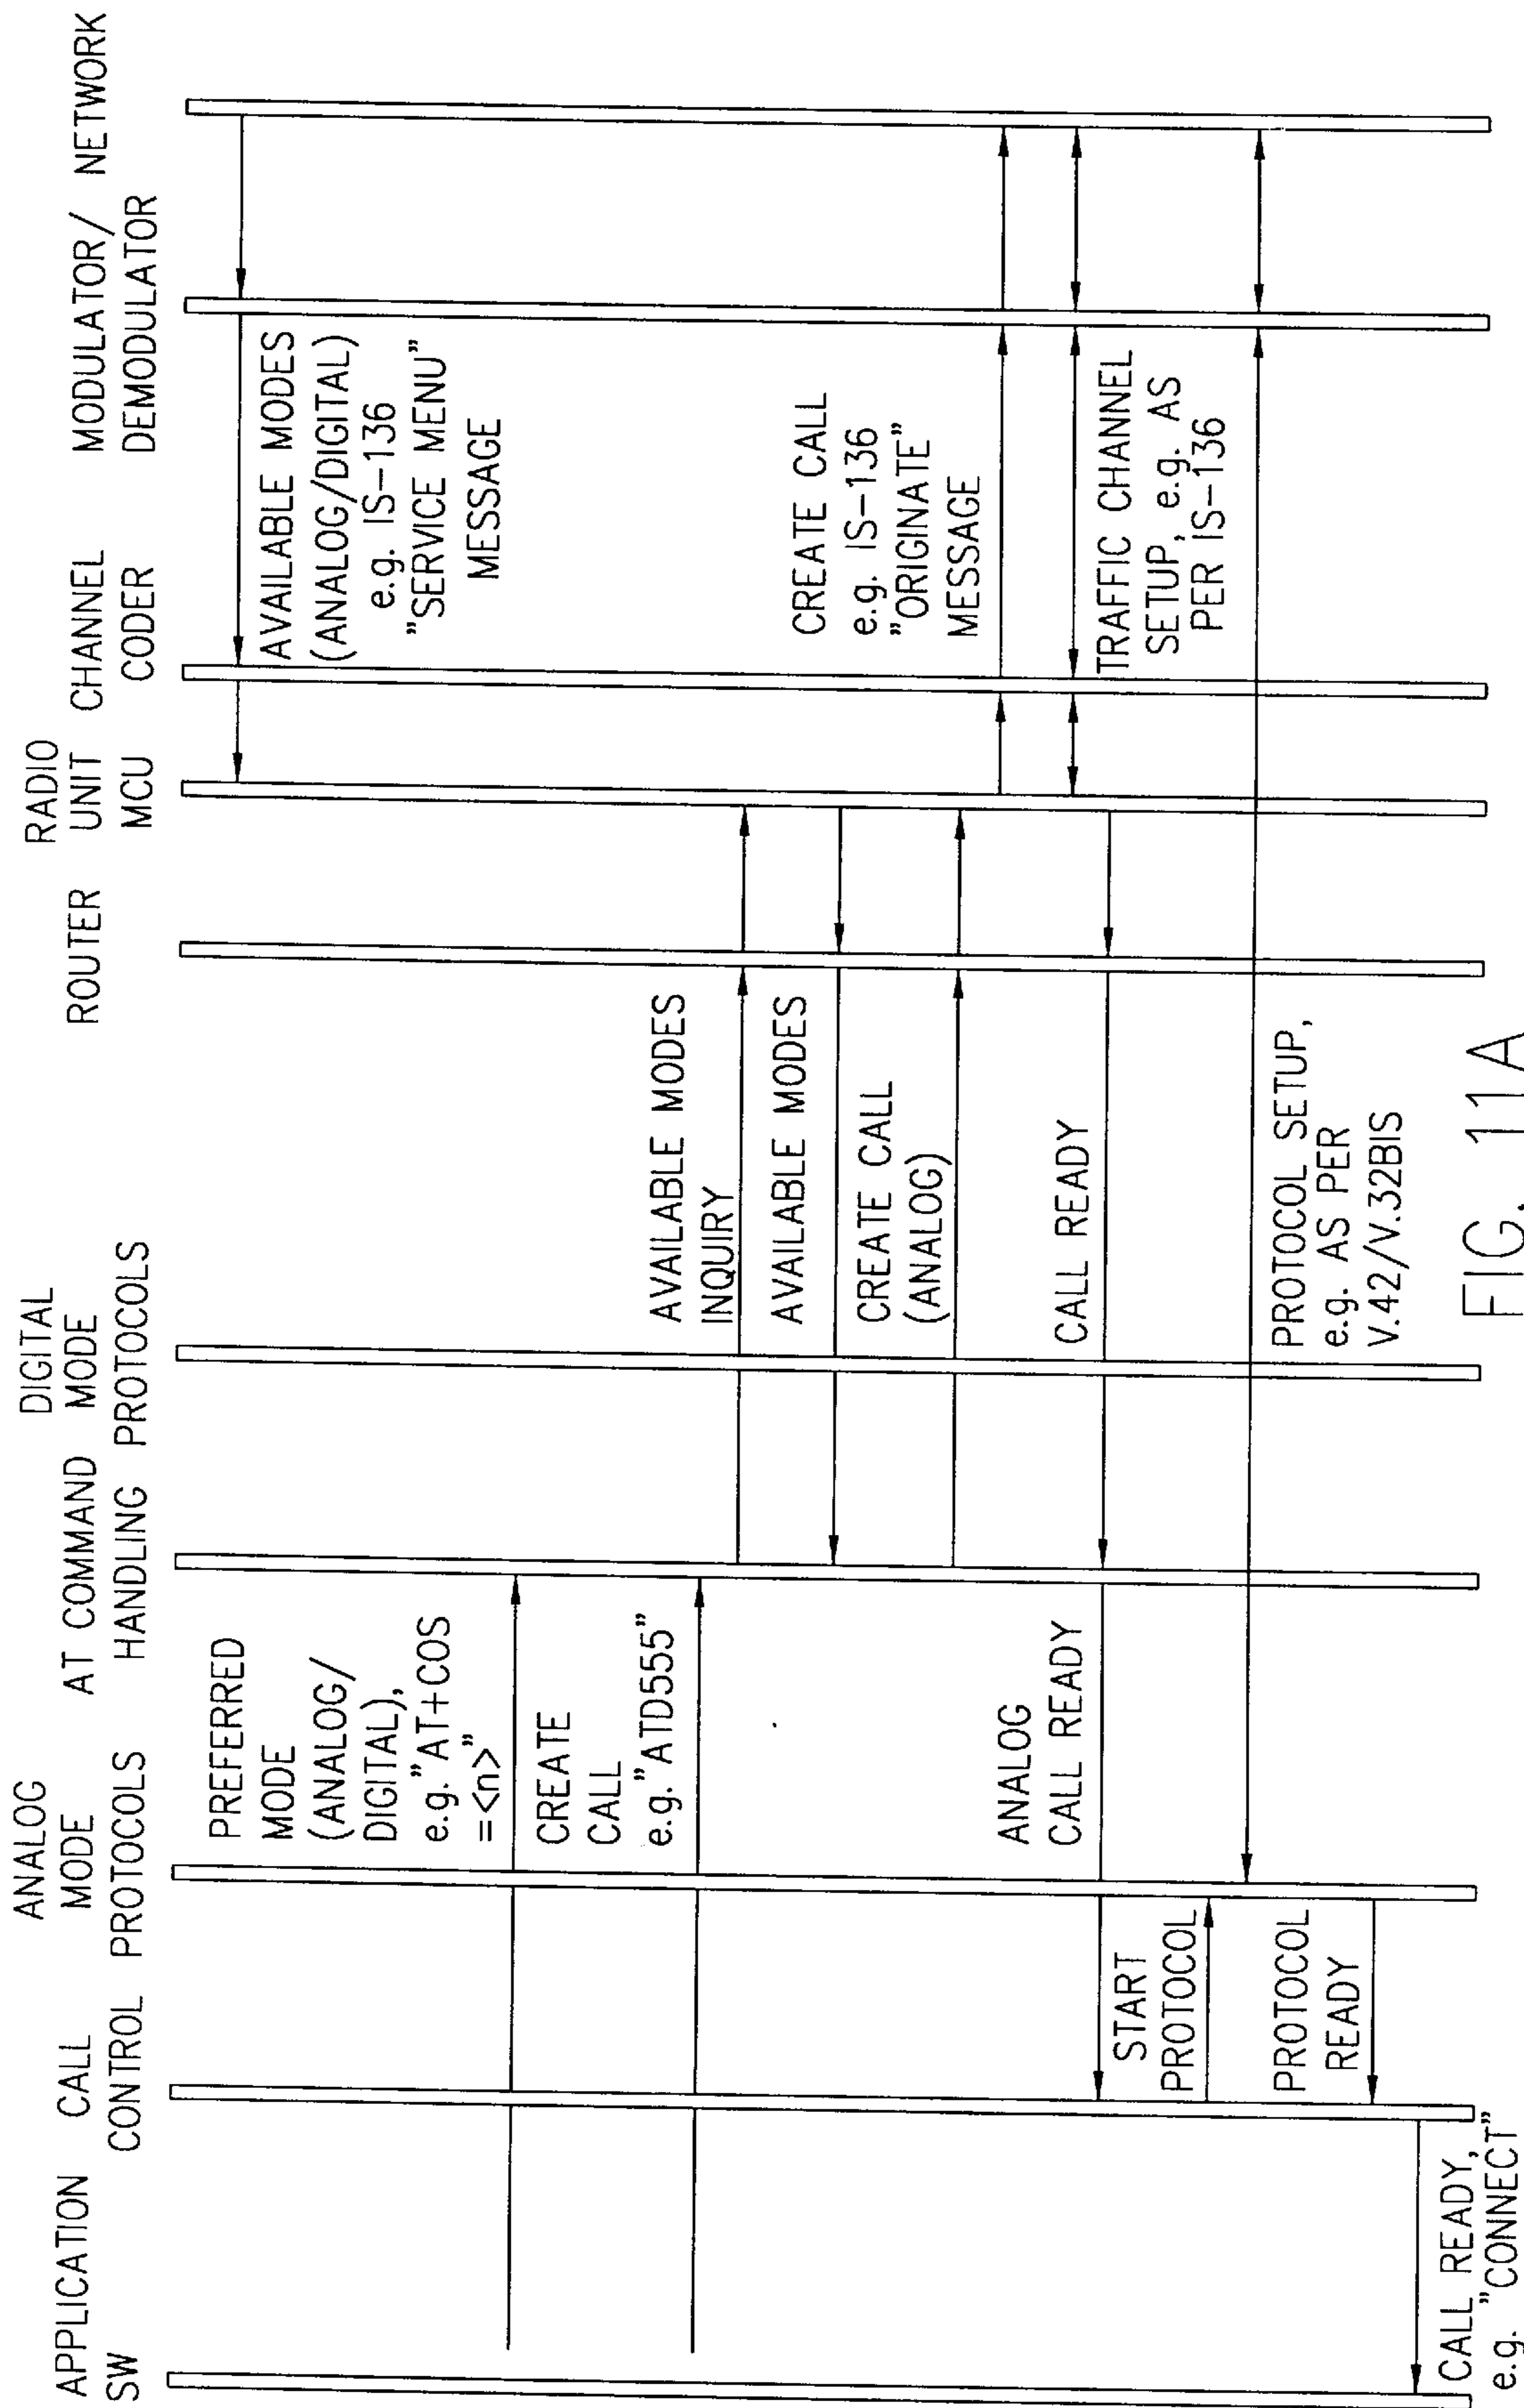 APPLICATION
SW
CALL
CONTROL
ANALOG
MODE
PROTOCOLS
AT COMMAND
HANDLING
DIGITAL
MODE
PROTOCOLS
ROUTER
RADIO
UNIT
MCU
CHANNEL
CODER
MODULATOR/
DEMODULATOR
NETWORK
AVAILABLE MODES
(ANALOG/DIGITAL)
e.g. IS-136
"SERVICE MENU"
MESSAGE
PREFERRED
MODE
(ANALOG/
DIGITAL),
e.g."AT+COS
=<n>"
CREATE
CALL
e.g."ATD555"
AVAILABLE MODES
INQUIRY
AVAILABLE MODES
CREATE CALL
(ANALOG)
CREATE CALL
e.g. IS-136
"ORIGINATE"
MESSAGE
TRAFFIC CHANNEL
SETUP, e.g. AS
PER IS-136
CALL READY
ANALOG
CALL READY
START
PROTOCOL
PROTOCOL SETUP,
e.g. AS PER
V.42/V.32BIS
PROTOCOL
READY
CALL READY,
e.g. "CONNECT"
FIG. 11A